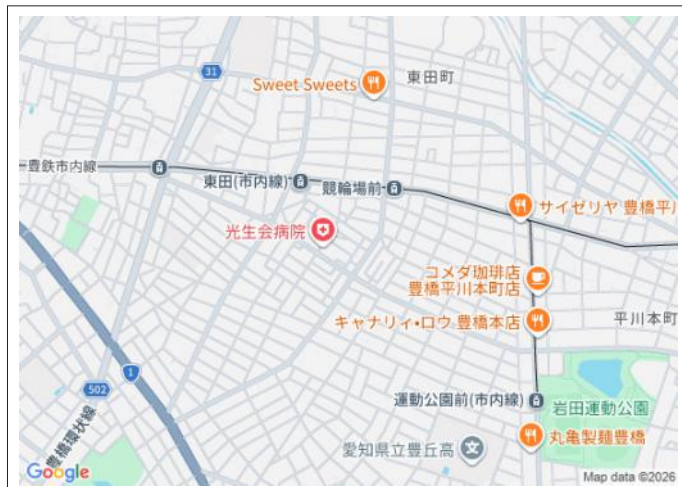 31
東田町
Sweet Sweets
豊鉄市内線
東田(市内線)
競輪場前
サイゼリヤ 豊橋平川
光生会病院
コメダ珈琲店
豊橋平川本町店
キャナリィ・ロウ 豊橋本店
平川本町
1
502
豊橋環状線
運動公園前(市内線)
岩田運動公園
丸亀製麺豊橋
愛知県立豊丘高
Google
Map data ©2026